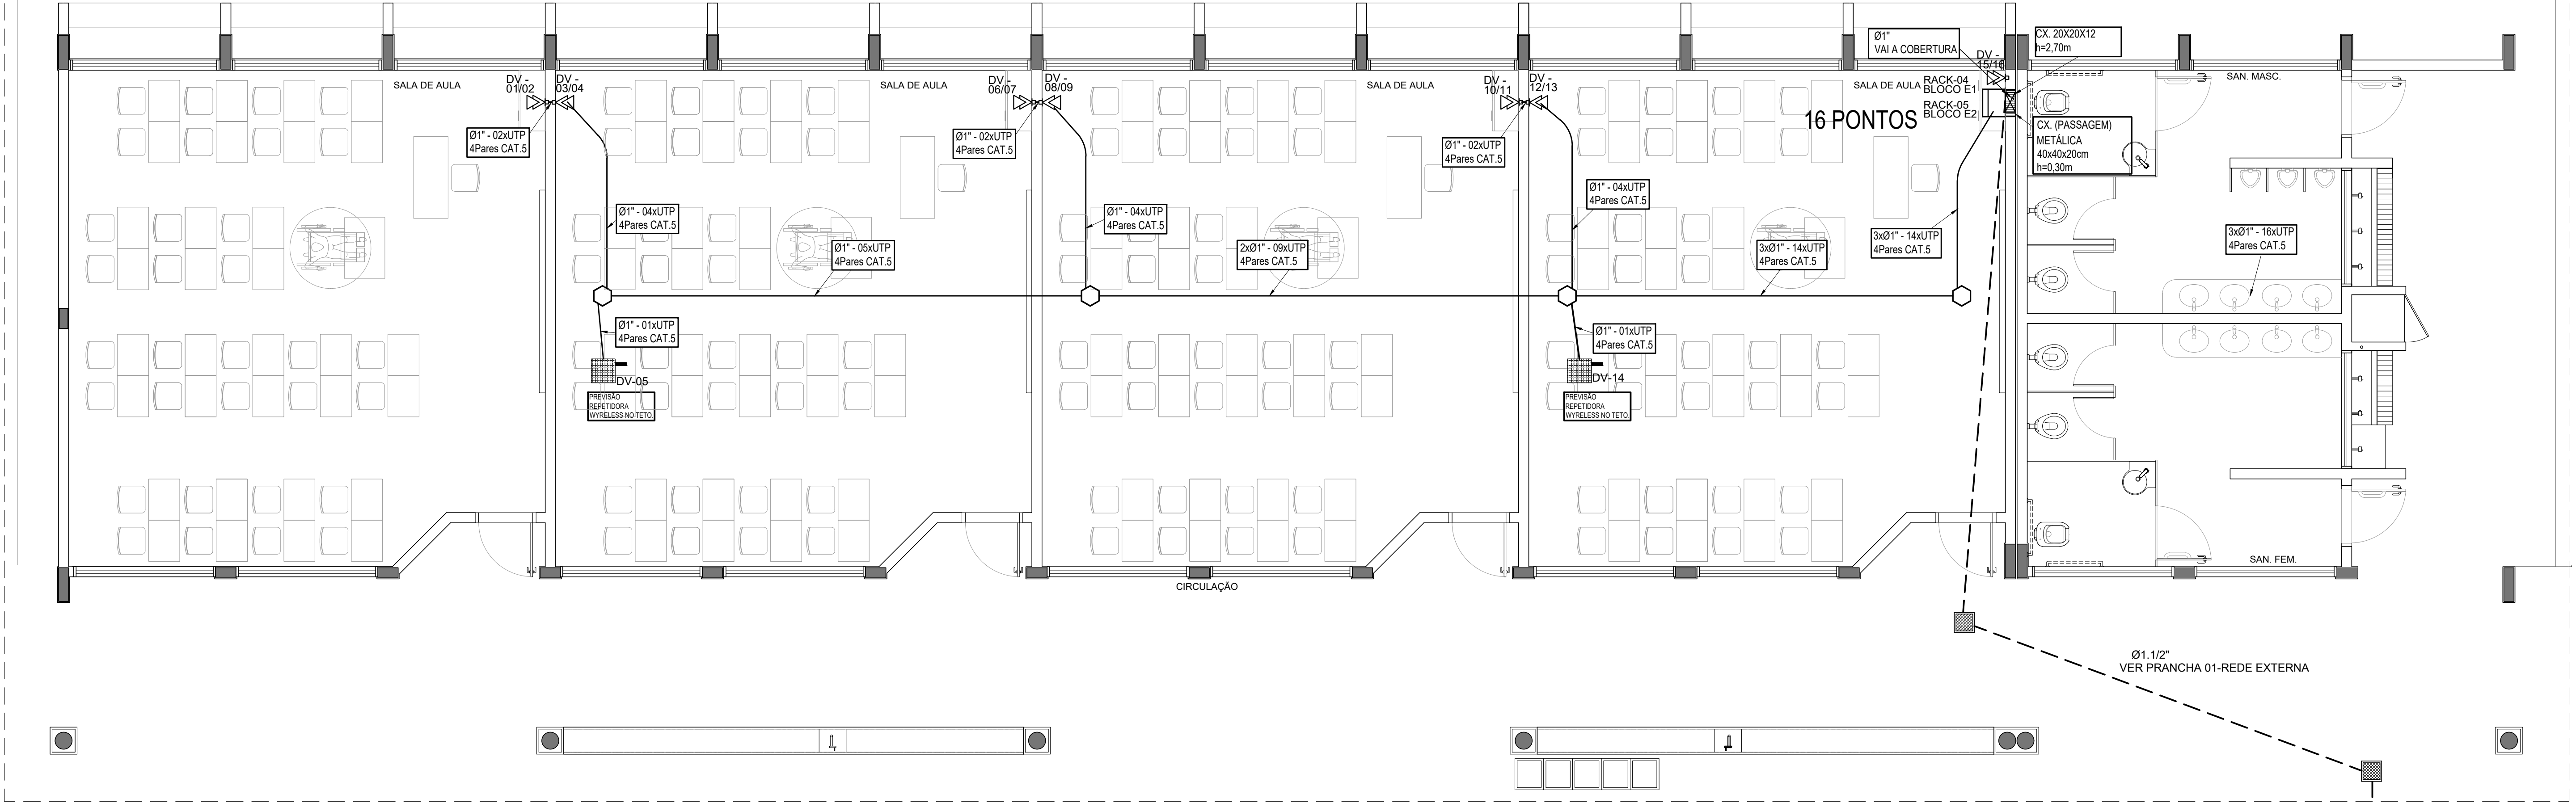 Ø1"
VAI A COBERTURA
CX. 20X20X12
h=2,70m
DV -
15/16
SALA DE AULA
DV -
01/02
DV -
03/04
SALA DE AULA
DV -
06/07
DV -
08/09
SALA DE AULA
DV -
10/11
DV -
12/13
SALA DE AULA
RACK-04
BLOCO E1
RACK-05
BLOCO E2
16 PONTOS
SAN. MASC.
CX. (PASSAGEM)
METÁLICA
40x40x20cm
h=0,30m
Ø1" - 02xUTP
4Pares CAT.5
Ø1" - 02xUTP
4Pares CAT.5
Ø1" - 02xUTP
4Pares CAT.5
Ø1" - 04xUTP
4Pares CAT.5
Ø1" - 04xUTP
4Pares CAT.5
Ø1" - 04xUTP
4Pares CAT.5
Ø1" - 05xUTP
4Pares CAT.5
2xØ1" - 09xUTP
4Pares CAT.5
3xØ1" - 14xUTP
4Pares CAT.5
3xØ1" - 14xUTP
4Pares CAT.5
3xØ1" - 16xUTP
4Pares CAT.5
Ø1" - 01xUTP
4Pares CAT.5
Ø1" - 01xUTP
4Pares CAT.5
DV-05
DV-14
PREVISÃO
REPETIDORA
WYRELESS NO TETO.
PREVISÃO
REPETIDORA
WYRELESS NO TETO.
SAN. FEM.
CIRCULAÇÃO
Ø1.1/2"
VER PRANCHA 01-REDE EXTERNA